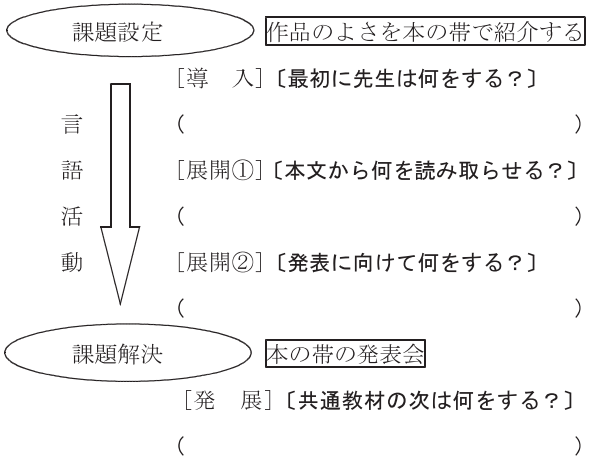 課題設定　作品のよさを本の帯で紹介する
［導　入］〔最初に先生は何をする？〕
（　　　　　　　　　　　　　　　　　　）
［展開①］〔本文から何を読み取らせる？〕
（　　　　　　　　　　　　　　　　　　）
［展開②］〔発表に向けて何をする？〕
（　　　　　　　　　　　　　　　　　　）
言語活動
課題解決　本の帯の発表会
［発　展］〔共通教材の次は何をする？〕
（　　　　　　　　　　　　　　　　　　）